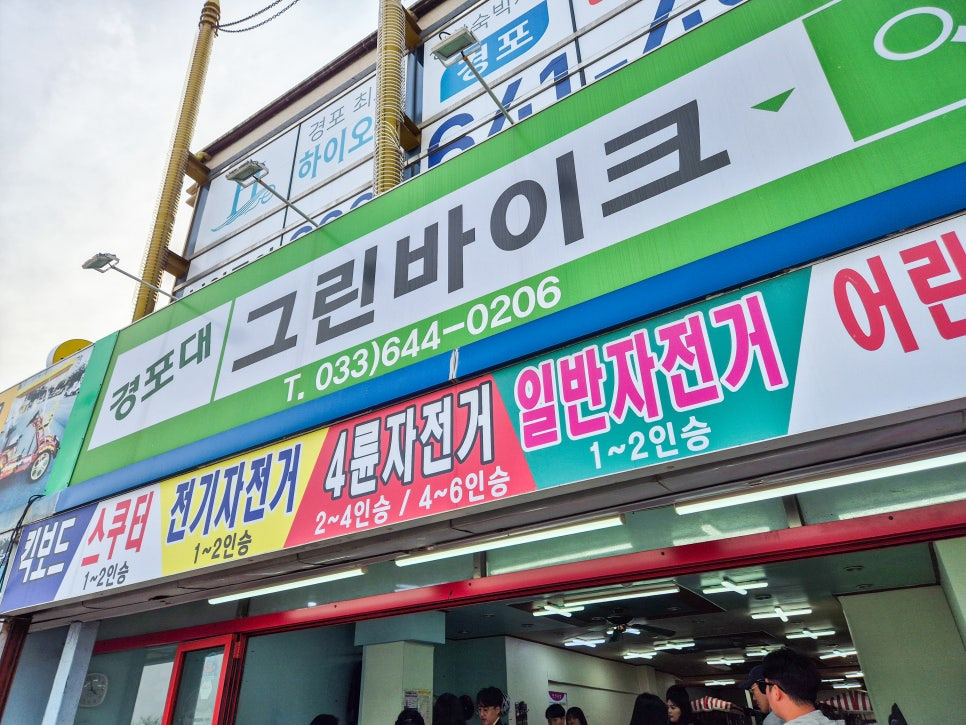 경포
경포 최
하이오
경포대
그린바이크
T. 033)644-0206
킥보드
스쿠터
1~2인승
전기자전거
1~2인승
4륜자전거
2~4인승 / 4~6인승
일반자전거
1~2인승
어린